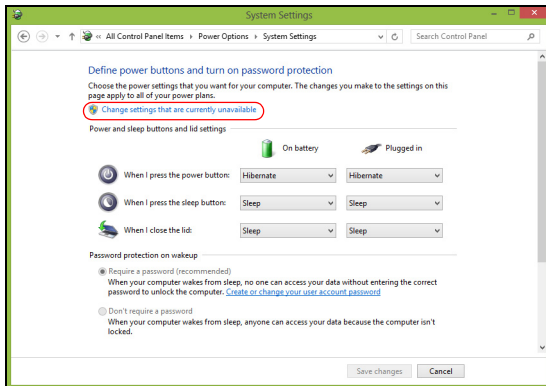 System Settings
« All Control Panel Items › Power Options › System Settings
Search Control Panel
Define power buttons and turn on password protection
Choose the power settings that you want for your computer. The changes you make to the settings on this
page apply to all of your power plans.
Change settings that are currently unavailable
Power and sleep buttons and lid settings
On battery Plugged in
When I press the power button: Hibernate Hibernate
When I press the sleep button: Sleep Sleep
When I close the lid: Sleep Sleep
Password protection on wakeup
Require a password (recommended)
When your computer wakes from sleep, no one can access your data without entering the correct
password to unlock the computer. Create or change your user account password
Don't require a password
When your computer wakes from sleep, anyone can access your data because the computer isn't
locked.
Save changes Cancel